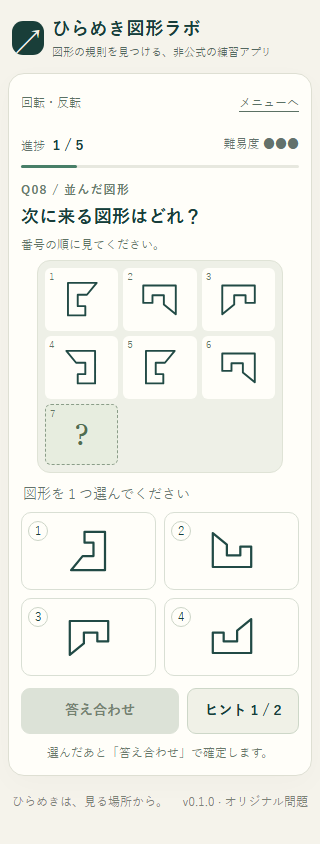 ひらめき図形ラボ
図形の規則を見つける、非公式の練習アプリ
回転・反転
メニューへ
進捗 1 / 5
難易度 ●●●
Q08 / 並んだ図形
次に来る図形はどれ？
番号の順に見てください。
1
2
3
4
5
6
7
?
図形を 1 つ選んでください
1
2
3
4
答え合わせ
ヒント 1 / 2
選んだあと「答え合わせ」で確定します。
ひらめきは、見る場所から。
v0.1.0 · オリジナル問題